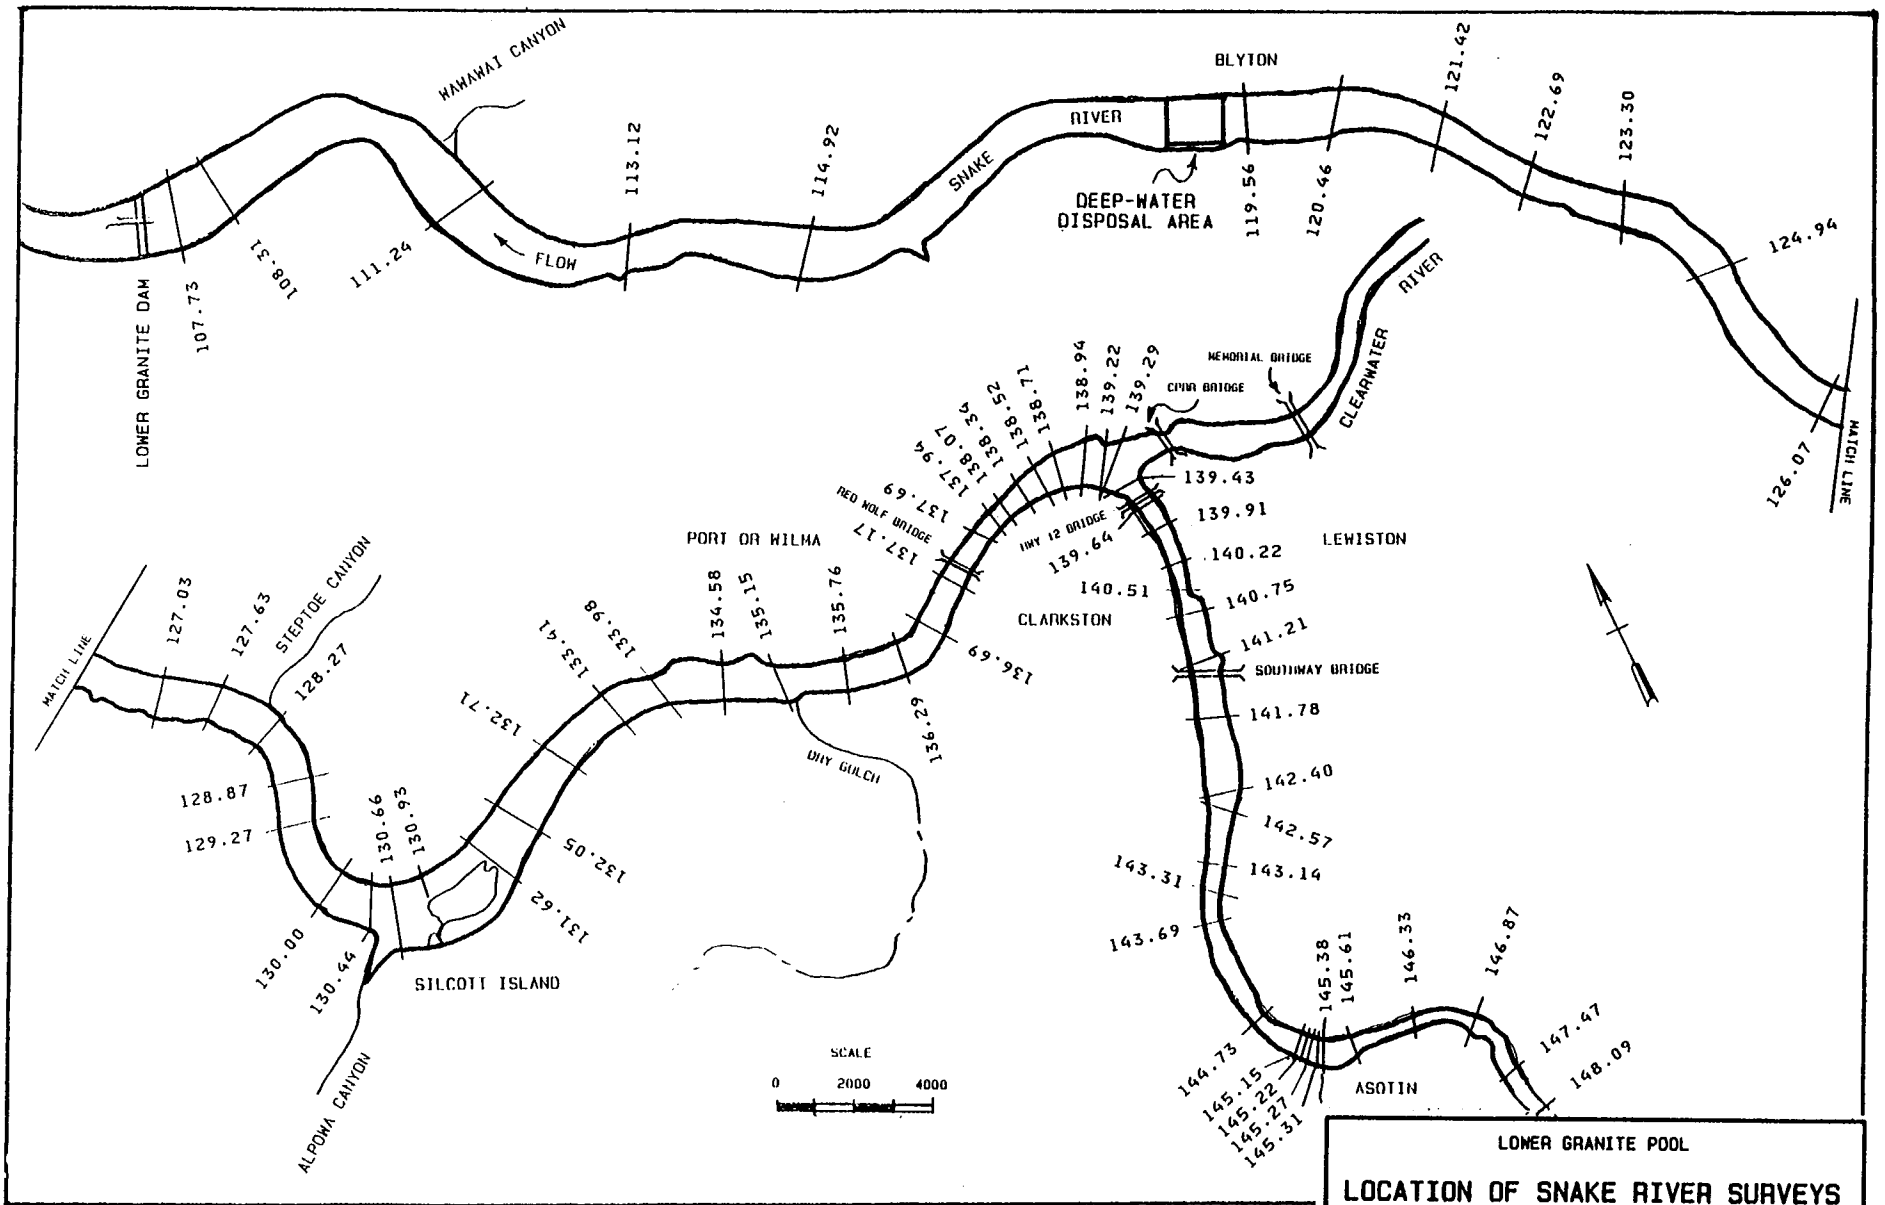 WAWAWAI CANYON
BLYTON
RIVER
SNAKE
FLOW
DEEP-WATER
DISPOSAL AREA
LOWER GRANITE DAM
107.73
108.31
111.24
113.12
114.92
119.56
120.46
121.42
122.69
123.30
124.94
126.07
MATCH LINE
RIVER
CLEARWATER
MEMORIAL BRIDGE
BRIDGE
MATCH LINE
127.03
127.63
STEPTOE CANYON
128.27
128.87
129.27
130.00
130.44
130.66
130.93
131.62
132.05
132.71
133.41
133.98
134.58
135.15
135.76
136.29
136.69
137.17
137.69
137.94
138.07
138.34
138.52
138.71
138.94
139.22
139.29
139.43
139.64
139.91
140.22
140.51
140.75
141.21
141.78
142.40
142.57
143.14
143.31
143.69
144.73
145.15
145.22
145.27
145.31
145.38
145.61
146.33
146.87
147.47
148.09
PORT OR WILMA
RED WOLF BRIDGE
HWY 12 BRIDGE
CLARKSTON
LEWISTON
SOUTHWAY BRIDGE
DRY GULCH
SILCOTT ISLAND
ALPOWA CANYON
ASOTIN
SCALE
0 2000 4000
LOWER GRANITE POOL
LOCATION OF SNAKE RIVER SURVEYS